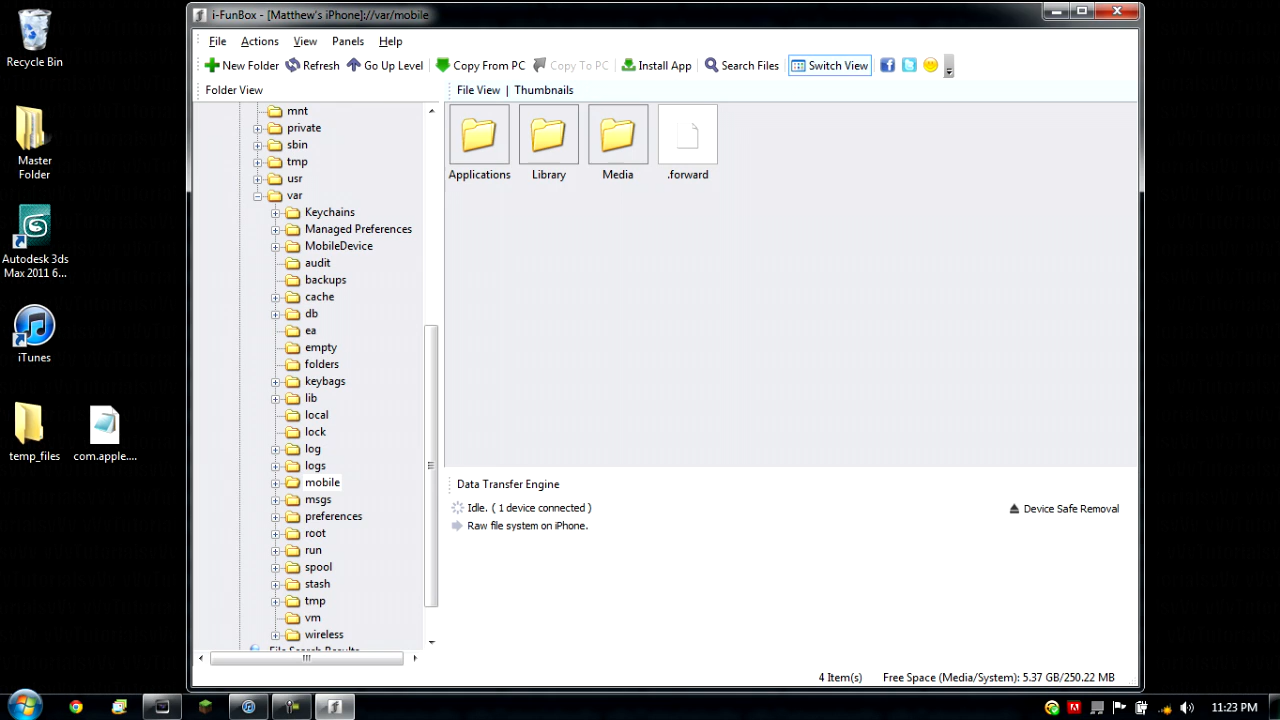 i-FunBox - [Matthew's iPhone]://var/mobile
File Actions View Panels Help
New Folder Refresh Go Up Level Copy From PC Copy To PC Install App Search Files Switch View
Folder View
File View | Thumbnails
mnt
private
sbin
tmp
usr
var
Keychains
Managed Preferences
MobileDevice
audit
backups
cache
db
ea
empty
folders
keybags
lib
local
lock
log
logs
mobile
msgs
preferences
root
run
spool
stash
tmp
vm
wireless
File Search Results
Applications Library Media .forward
Data Transfer Engine
Idle. ( 1 device connected )
Device Safe Removal
Raw file system on iPhone.
4 Item(s) Free Space (Media/System): 5.37 GB/250.22 MB
Recycle Bin
Master
Folder
Autodesk 3ds
Max 2011 6...
iTunes
temp_files com.apple....
11:23 PM